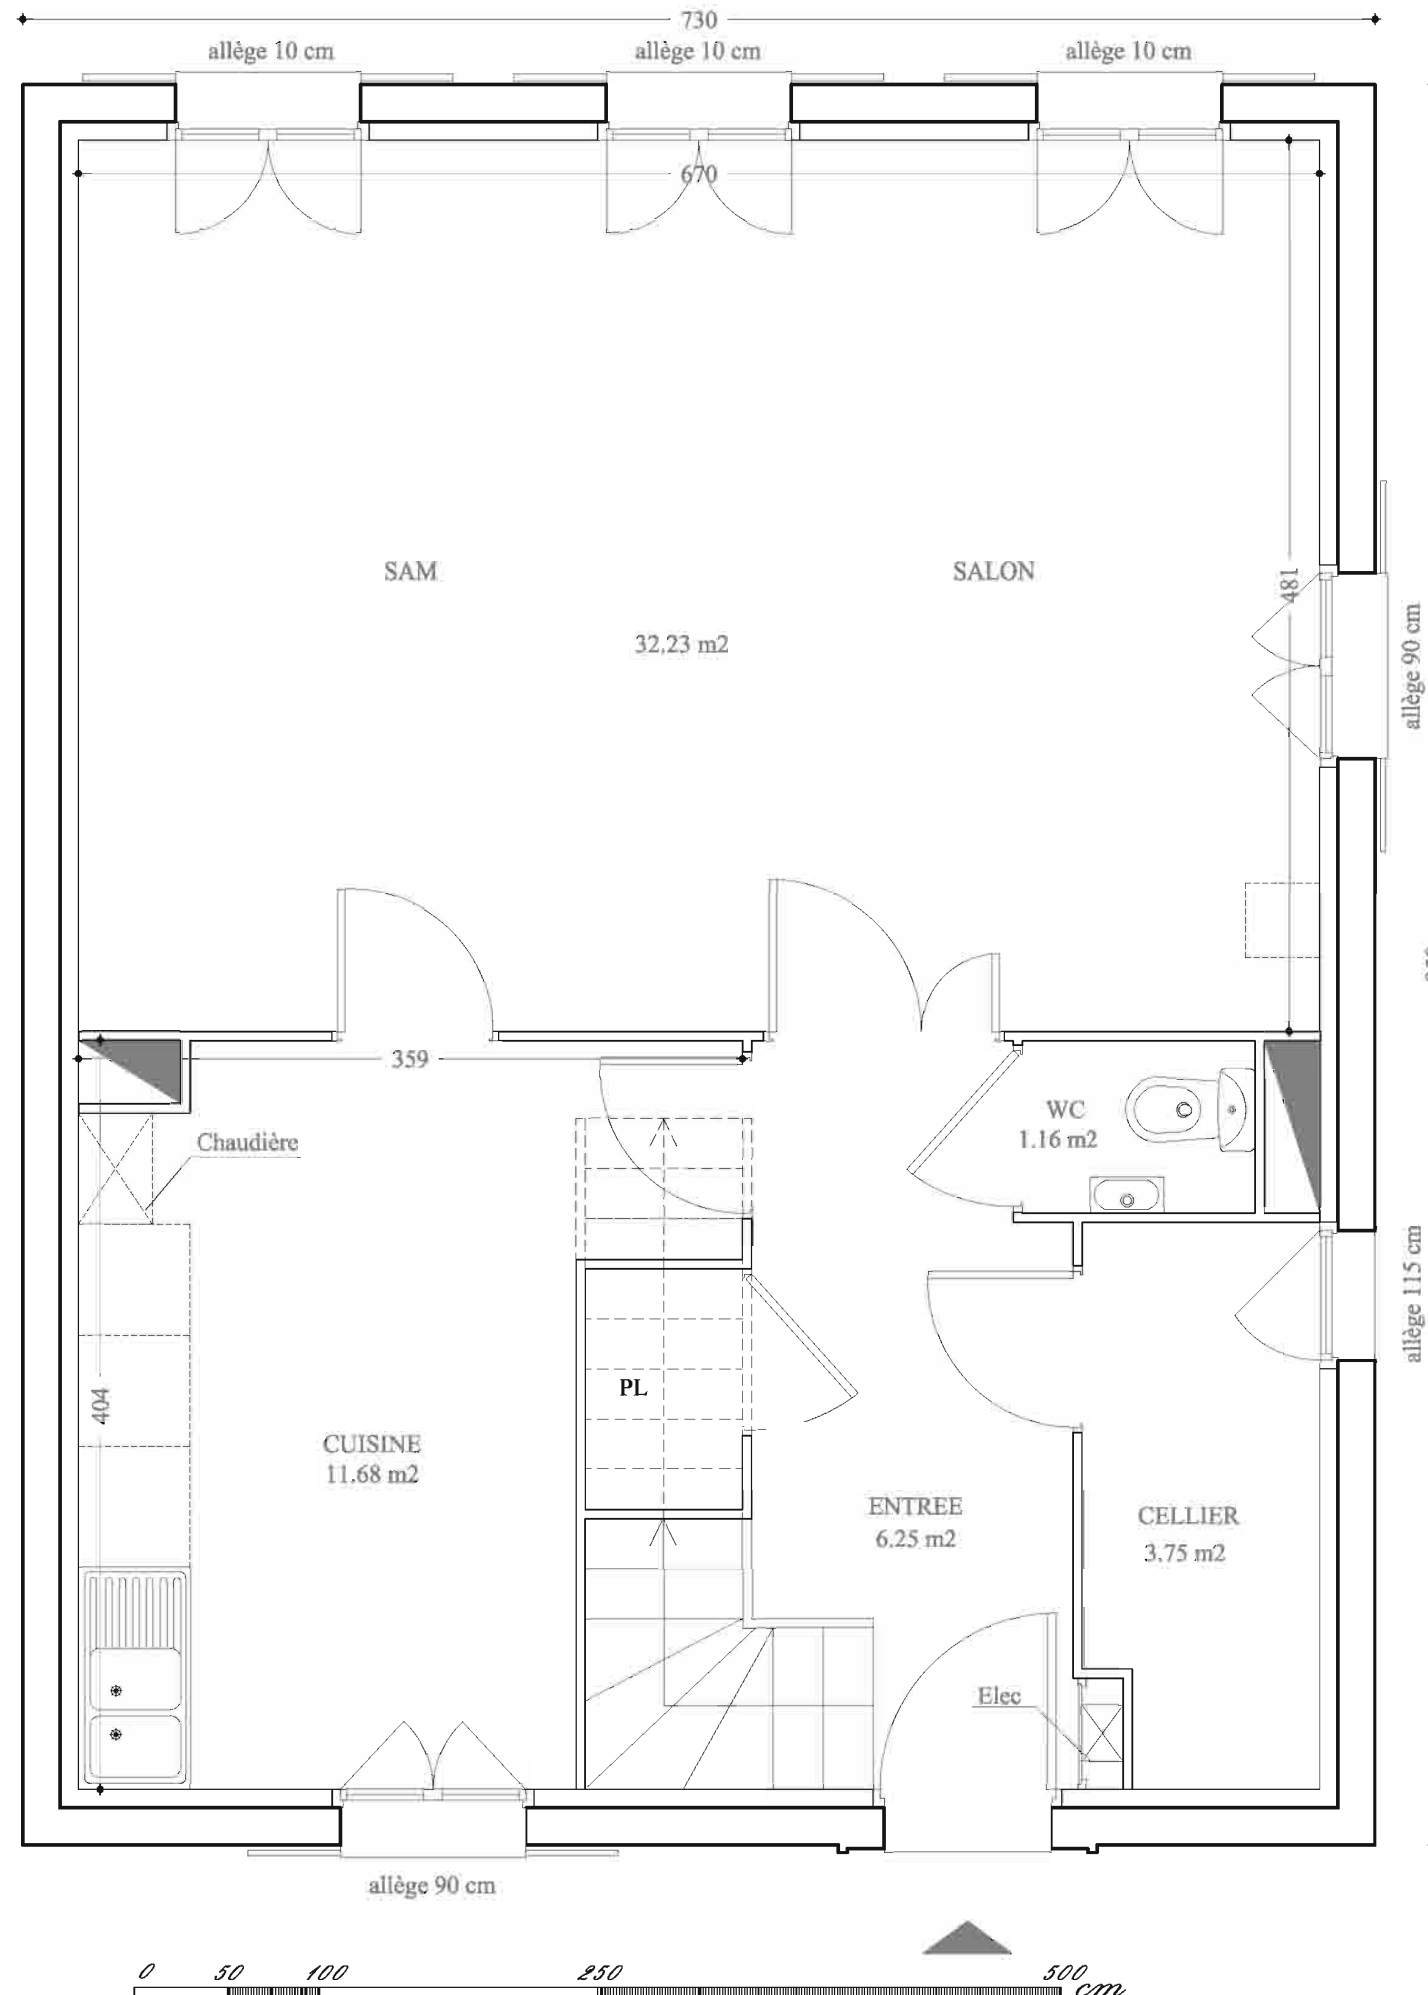 730
allège 10 cm
allège 10 cm
allège 10 cm
670
SAM
SALON
481
32,23 m2
allège 90 cm
359
WC
1.16 m2
Chaudière
allège 115 cm
PL
404
CUISINE
11,68 m2
ENTREE
6.25 m2
CELLIER
3,75 m2
Elec
allège 90 cm
0 50 100 250 500 cm